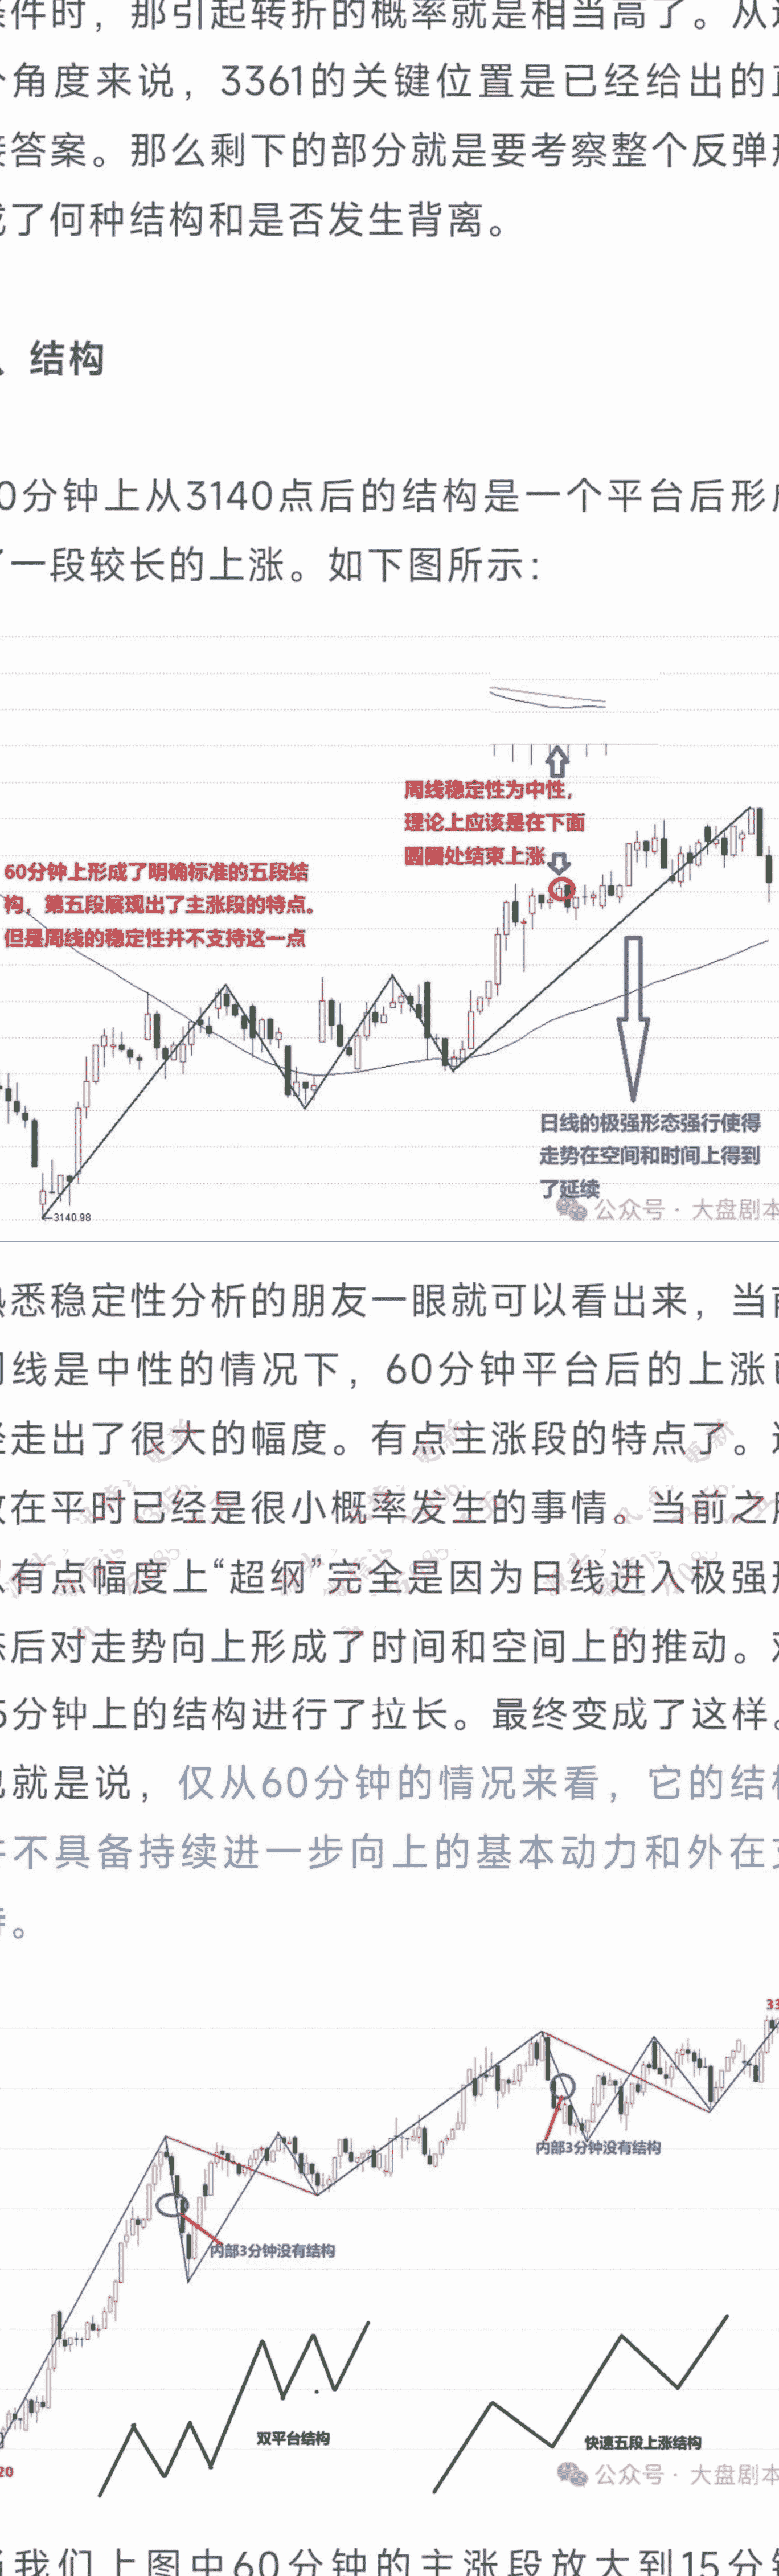 件时，那引起转折的概率就是相当高了。从
角度来说，3361的关键位置是已经给出的
答案。那么剩下的部分就是要考察整个反弹
了何种结构和是否发生背离。
、结构
0分钟上从3140点后的结构是一个平台后形
一段较长的上涨。如下图所示：
周线稳定性为中性，
理论上应该是在下面
圆圈处结束上涨
60分钟上形成了明确标准的五段结
构，第五段展现出了主涨段的特点。
但是周线的稳定性并不支持这一点
日线的极强形态强行使得
走势在空间和时间上得到
了延续
3140.98
公众号·大盘剧本
悉稳定性分析的朋友一眼就可以看出来，当
线是中性的情况下，60分钟平台后的上涨
走出了很大的幅度。有点主涨段的特点了。
在平时已经是很小概率发生的事情。当前之
有点幅度上“超纲”完全是因为日线进入极强
后对走势向上形成了时间和空间上的推动。
5分钟上的结构进行了拉长。最终变成了这样。
就是说，仅从60分钟的情况来看，它的结
不具备持续进一步向上的基本动力和外在
。
33
内部3分钟没有结构
内部3分钟没有结构
双平台结构
快速五段上涨结构
20
公众号·大盘剧本
我们上图中60分钟的主涨段放大到15分